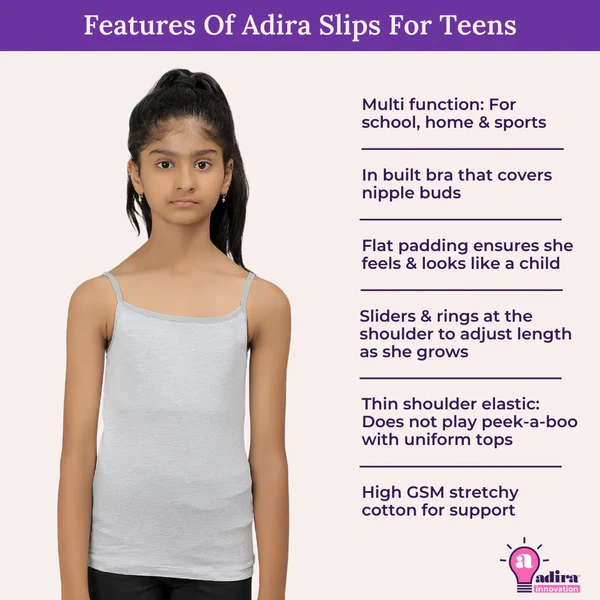 Features Of Adira Slips For Teens
Multi function: For
school, home & sports
In built bra that covers
nipple buds
Flat padding ensures she
feels & looks like a child
Sliders & rings at the
shoulder to adjust length
as she grows
Thin shoulder elastic:
Does not play peek-a-boo
with uniform tops
High GSM stretchy
cotton for support
a
adira
innovation